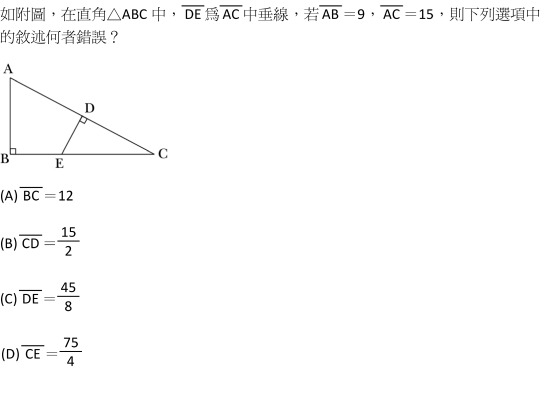 如附圖，在直角△ABC 中，DE 為 AC 中垂線，若 AB＝9，AC＝15，則下列選項中
的敘述何者錯誤？
A
D
B
E
C
(A) BC＝12
(B) CD＝15/2
(C) DE＝45/8
(D) CE＝75/4